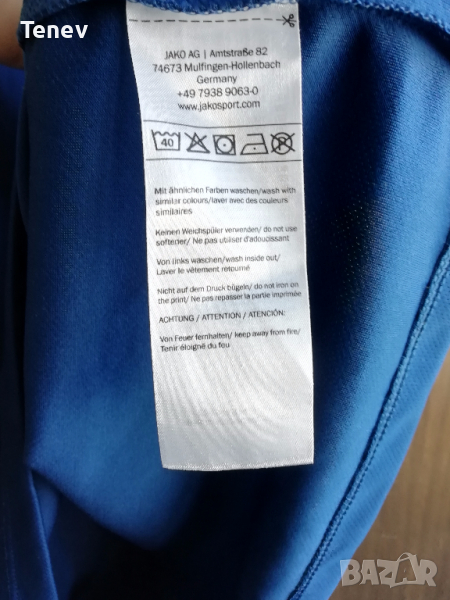 Tenev
JAKO AG | Amtstraße 82
74673 Mulfingen-Hollenbach
Germany
+49 7938 9063-0
www.jakosport.com
40
P
Mit ähnlichen Farben waschen/wash with
similar colours/laver avec des couleurs
similaires
Keinen Weichspüler verwenden/ do not use
softener/ Ne pas utiliser d'adoucissant
Von links waschen/wash inside out/
Laver le vêtement retourné
Nicht auf dem Druck bügeln/ do not iron on
the print/ Ne pas repasser la partie imprimée
ACHTUNG / ATTENTION / ATTENTION:
Von Feuer fernhalten/ keep away from fire/
Tenir éloigné du feu
BAZAR